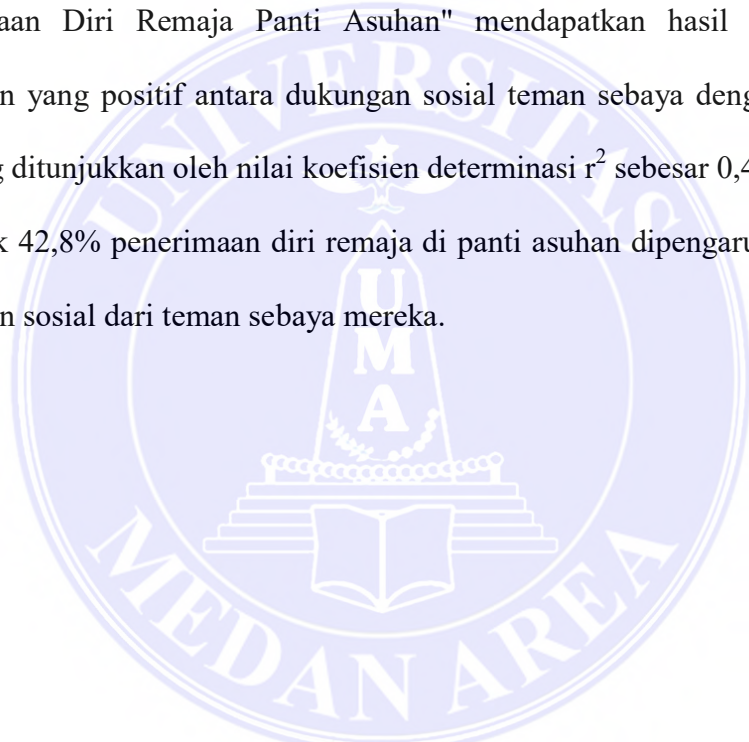 aan Diri Remaja Panti Asuhan" mendapatkan hasil
n yang positif antara dukungan sosial teman sebaya deng
g ditunjukkan oleh nilai koefisien determinasi r² sebesar 0,4
k 42,8% penerimaan diri remaja di panti asuhan dipengaru
n sosial dari teman sebaya mereka.
UNIVERSITAS
UMA
MEDAN AREA